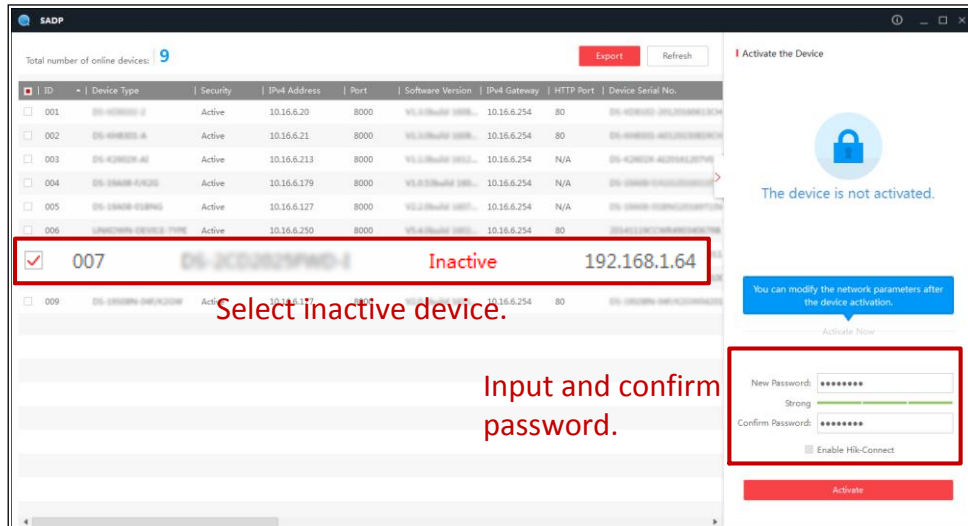 SADP
Total number of online devices: 9
Export
Refresh
ID | Device Type | Security | IPv4 Address | Port | Software Version | IPv4 Gateway | HTTP Port | Device Serial No.
001 Active 10.16.6.20 8000 10.16.6.254 80
002 Active 10.16.6.21 8000 10.16.6.254 80
003 Active 10.16.6.213 8000 10.16.6.254 N/A
004 Active 10.16.6.179 8000 10.16.6.254 N/A
005 Active 10.16.6.127 8000 10.16.6.254 N/A
006 Active 10.16.6.250 8000 10.16.6.254 80
007 Inactive 192.168.1.64
009 8000 10.16.6.254 80
Select inactive device.
Input and confirm
password.
Activate the Device
The device is not activated.
You can modify the network parameters after
the device activation.
Activate Now
New Password: ●●●●●●●●
Strong
Confirm Password: ●●●●●●●●
Enable Hik-Connect
Activate